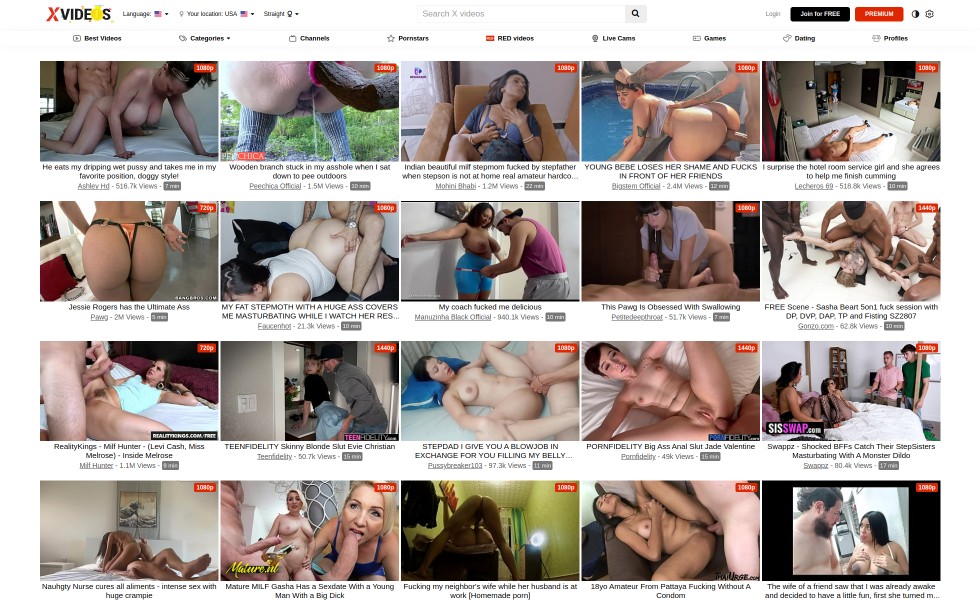 XVIDEOS
Language:
Your location: USA
Straight
Search X videos
Login
Join for FREE
PREMIUM
Best Videos
Categories
Channels
Pornstars
RED videos
Live Cams
Games
Dating
Profiles
1080p
He eats my dripping wet pussy and takes me in my
favorite position, doggy style!
Ashley Hd - 516.7k Views - 7 min
1080p
Wooden branch stuck in my asshole when I sat
down to pee outdoors
Peechica Official - 1.5M Views - 10 min
1080p
Indian beautiful milf stepmom fucked by stepfather
when stepson is not at home real amateur hardco...
Mohini Bhabi - 1.2M Views - 22 min
1080p
YOUNG BEBE LOSES HER SHAME AND FUCKS
IN FRONT OF HER FRIENDS
Bigstem Official - 2.4M Views - 12 min
1080p
I surprise the hotel room service girl and she agrees
to help me finish cumming
Lecheros 69 - 518.8k Views - 10 min
720p
BANGBROS.COM
Jessie Rogers has the Ultimate Ass
Pawg - 2M Views - 5 min
1080p
MY FAT STEPMOTH WITH A HUGE ASS COVERS
ME MASTURBATING WHILE I WATCH HER RES...
Faucenhot - 21.3k Views - 10 min
My coach fucked me delicious
Manuzinha Black Official - 940.1k Views - 10 min
1080p
This Pawg Is Obsessed With Swallowing
Petitedeepthroat - 51.7k Views - 7 min
1440p
FREE Scene - Sasha Beart 5on1 fuck session with
DP, DVP, DAP, TP and Fisting SZ2807
Gonzo.com - 62.8k Views - 10 min
720p
REALITYKINGS.COM/FREE
RealityKings - Milf Hunter - (Levi Cash, Miss
Melrose) - Inside Melrose
Milf Hunter - 1.1M Views - 8 min
1440p
TEENFIDELITY.com
TEENFIDELITY Skinny Blonde Slut Evie Christian
Teenfidelity - 50.7k Views - 15 min
1080p
STEPDAD I GIVE YOU A BLOWJOB IN
EXCHANGE FOR YOU FILLING MY BELLY...
Pussybreaker103 - 97.3k Views - 11 min
1440p
PORNFIDELITY.com
PORNFIDELITY Big Ass Anal Slut Jade Valentine
Pornfidelity - 49k Views - 15 min
1080p
SISSWAP.com
Swappz - Shocked BFFs Catch Their StepSisters
Masturbating With A Monster Dildo
Swappz - 80.4k Views - 17 min
1080p
Nauhgty Nurse cures all aliments - intense sex with
huge crampie
1080p
Mature.nl
Mature MILF Gasha Has a Sexdate With a Young
Man With a Big Dick
1080p
Fucking my neighbor's wife while her husband is at
work [Homemade porn]
1080p
18yo Amateur From Pattaya Fucking Without A
Condom
1080p
The wife of a friend saw that I was already awake
and decided to have a little fun, first she turned m...